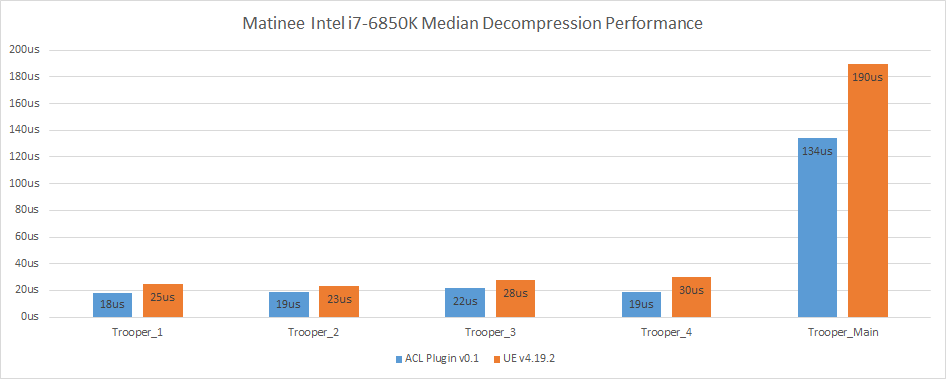 Matinee Intel i7-6850K Median Decompression Performance
200us
180us
160us
140us
120us
100us
80us
60us
40us
20us
0us
18us
25us
19us
23us
22us
28us
19us
30us
134us
190us
Trooper_1
Trooper_2
Trooper_3
Trooper_4
Trooper_Main
ACL Plugin v0.1
UE v4.19.2